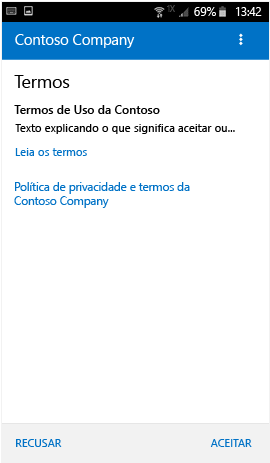 1X 69% 13:42
Contoso Company
Termos
Termos de Uso da Contoso
Texto explicando o que significa aceitar ou...
Leia os termos
Política de privacidade e termos da
Contoso Company
RECUSAR ACEITAR